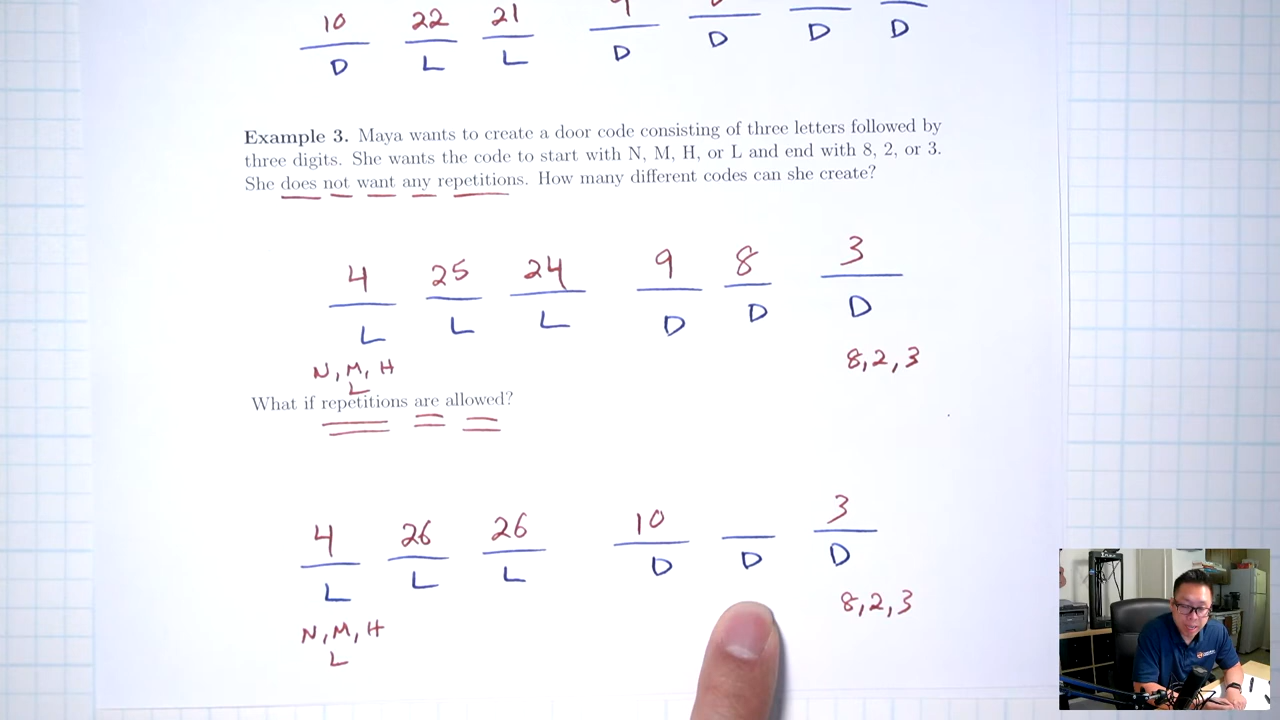 10 22 21
D L L D D D D
Example 3. Maya wants to create a door code consisting of three letters followed by
three digits. She wants the code to start with N, M, H, or L and end with 8, 2, or 3.
She does not want any repetitions. How many different codes can she create?
4 25 24 9 8 3
L L L D D D
N, M, H 8, 2, 3
L
What if repetitions are allowed?
4 26 26 10 3
L L L D D D
N, M, H 8, 2, 3
L